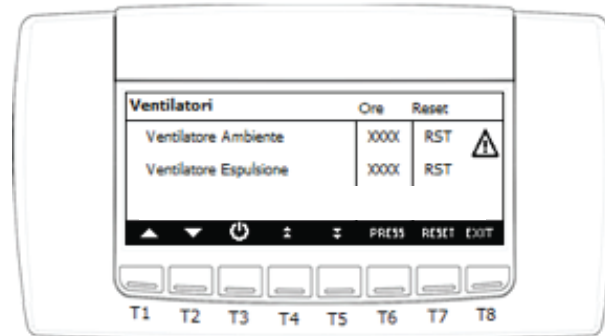 Ventilatori Ore Reset
Ventilatore Ambiente XXXX RST
Ventilatore Espulsione XXXX RST
PRESS RESET EXIT
T1 T2 T3 T4 T5 T6 T7 T8